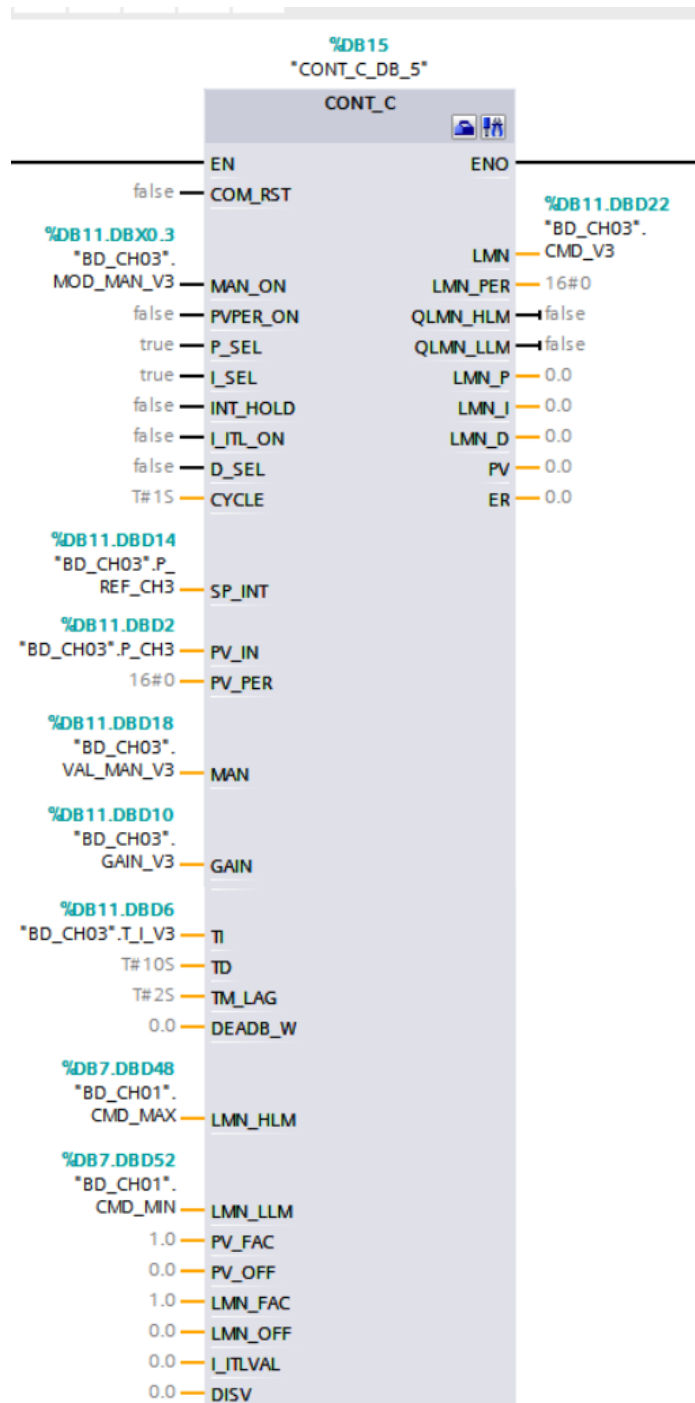 %DB15
"CONT_C_DB_5"
CONT_C
EN ENO
false COM_RST
%DB11.DBD22
"BD_CH03".
LMN CMD_V3
%DB11.DBX0.3
"BD_CH03".
MOD_MAN_V3 MAN_ON LMN_PER 16#0
false PVPER_ON QLMN_HLM false
true P_SEL QLMN_LLM false
true I_SEL LMN_P 0.0
false INT_HOLD LMN_I 0.0
false I_ITL_ON LMN_D 0.0
false D_SEL PV 0.0
T#1S CYCLE ER 0.0
%DB11.DBD14
"BD_CH03".P_
REF_CH3 SP_INT
%DB11.DBD2
"BD_CH03".P_CH3 PV_IN
16#0 PV_PER
%DB11.DBD18
"BD_CH03".
VAL_MAN_V3 MAN
%DB11.DBD10
"BD_CH03".
GAIN_V3 GAIN
%DB11.DBD6
"BD_CH03".T_I_V3 TI
T#10S TD
T#2S TM_LAG
0.0 DEADB_W
%DB7.DBD48
"BD_CH01".
CMD_MAX LMN_HLM
%DB7.DBD52
"BD_CH01".
CMD_MIN LMN_LLM
1.0 PV_FAC
0.0 PV_OFF
1.0 LMN_FAC
0.0 LMN_OFF
0.0 I_ITLVAL
0.0 DISV